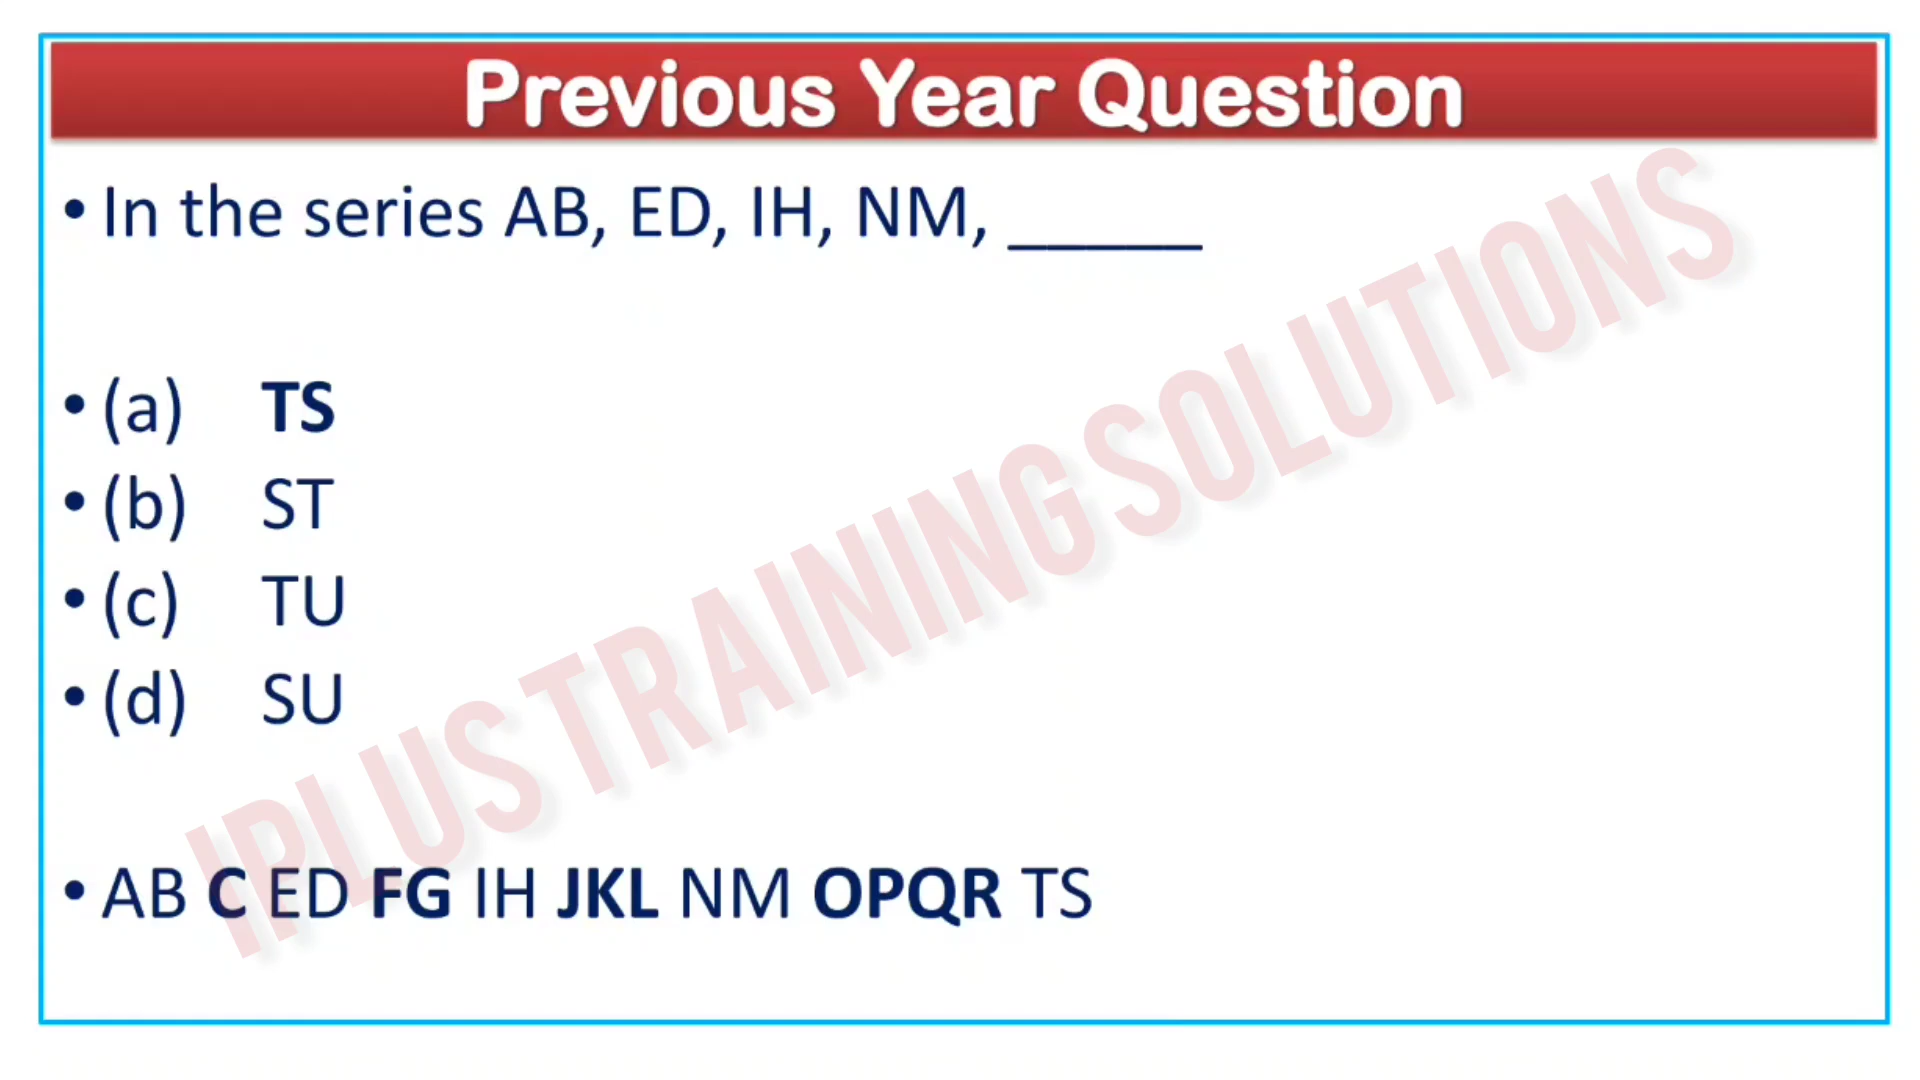 Previous Year Question
• In the series AB, ED, IH, NM, _____
• (a) TS
• (b) ST
• (c) TU
• (d) SU
• AB C ED FG IH JKL NM OPQR TS
IPLUS TRAINING SOLUTIONS